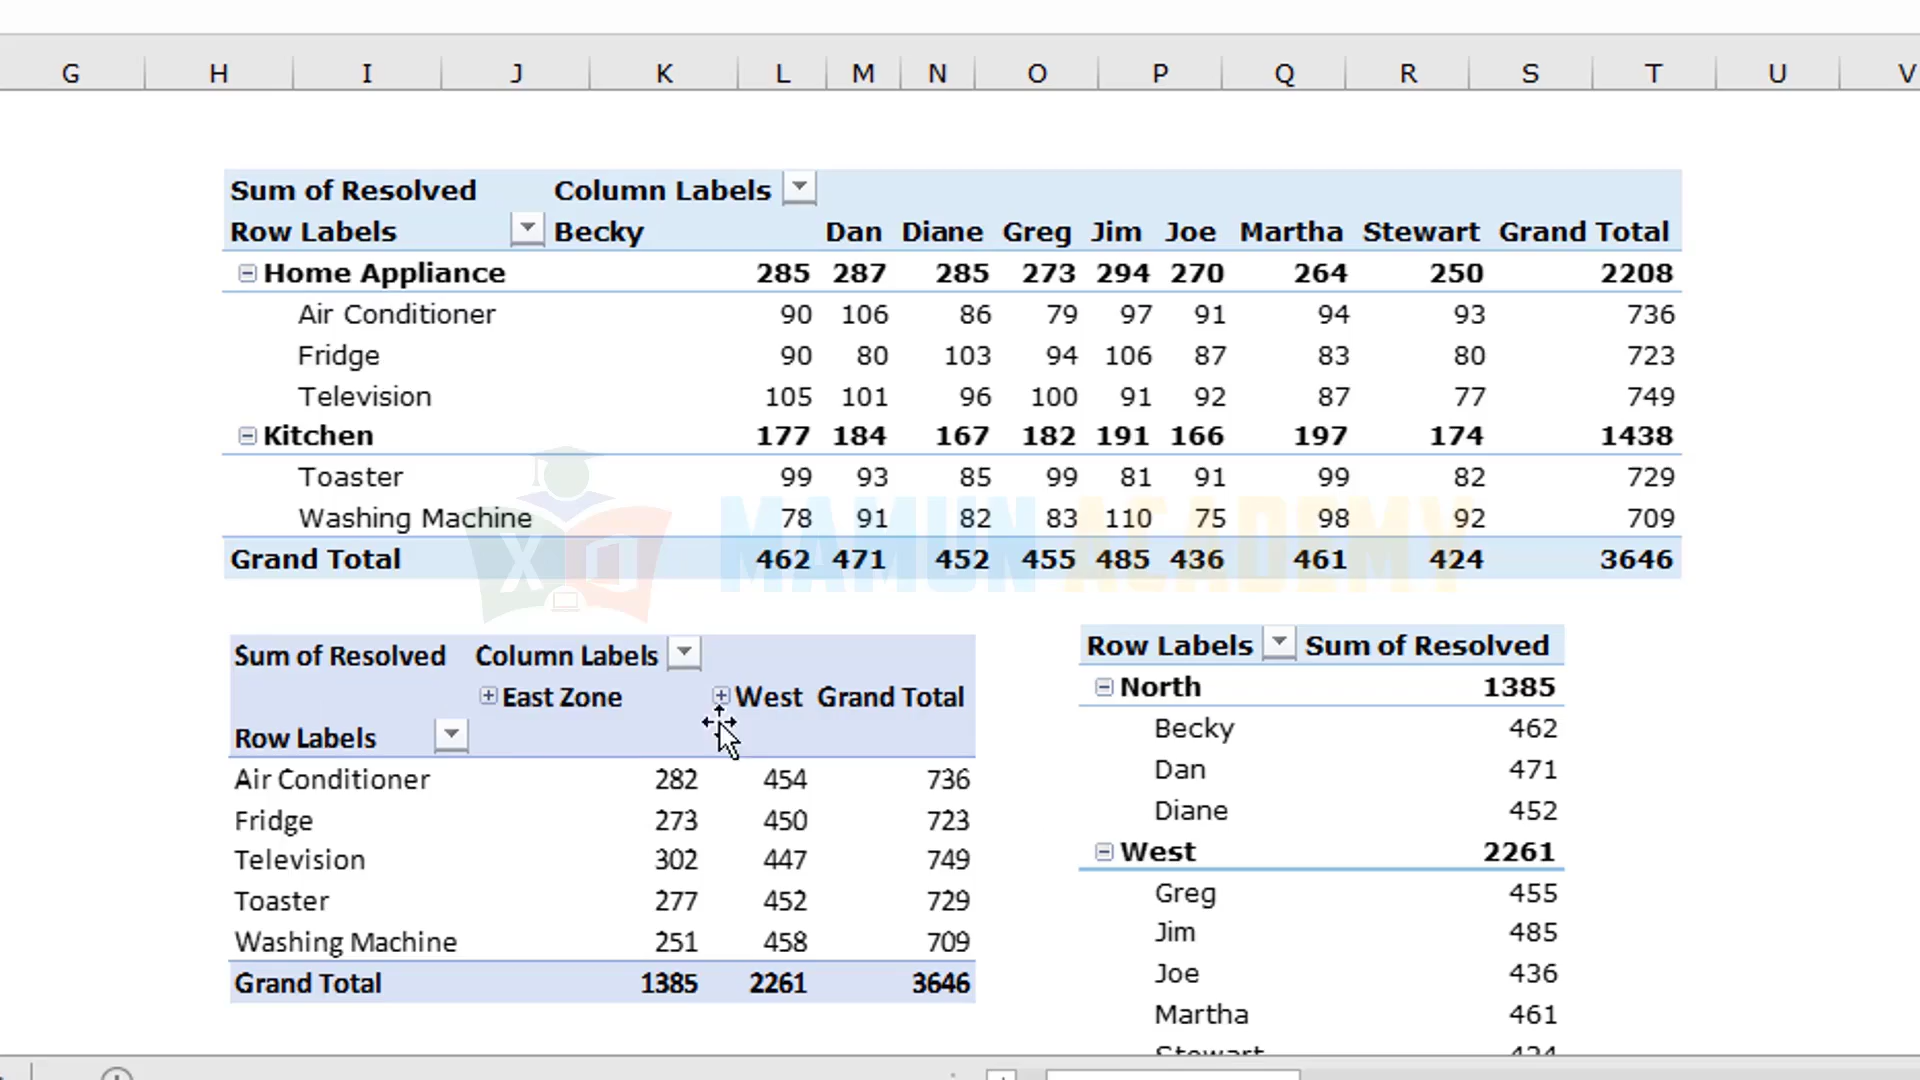 G H I J K L M N O P Q R S T U V
Sum of Resolved Column Labels
Row Labels Becky Dan Diane Greg Jim Joe Martha Stewart Grand Total
Home Appliance 285 287 285 273 294 270 264 250 2208
Air Conditioner 90 106 86 79 97 91 94 93 736
Fridge 90 80 103 94 106 87 83 80 723
Television 105 101 96 100 91 92 87 77 749
Kitchen 177 184 167 182 191 166 197 174 1438
Toaster 99 93 85 99 81 91 99 82 729
Washing Machine 78 91 82 83 110 75 98 92 709
Grand Total 462 471 452 455 485 436 461 424 3646
MAMUN ACADEMY
Sum of Resolved Column Labels
East Zone West Grand Total
Row Labels
Air Conditioner 282 454 736
Fridge 273 450 723
Television 302 447 749
Toaster 277 452 729
Washing Machine 251 458 709
Grand Total 1385 2261 3646
Row Labels Sum of Resolved
North 1385
Becky 462
Dan 471
Diane 452
West 2261
Greg 455
Jim 485
Joe 436
Martha 461
Stewart 424